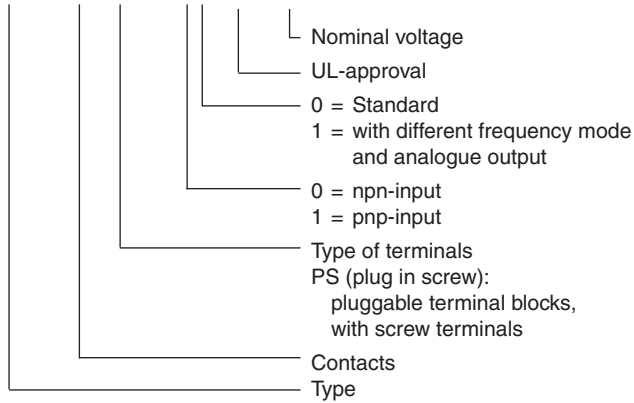 Nominal voltage
UL-approval
0 = Standard
1 = with different frequency mode
and analogue output
0 = npn-input
1 = pnp-input
Type of terminals
PS (plug in screw):
pluggable terminal blocks,
with screw terminals
Contacts
Type